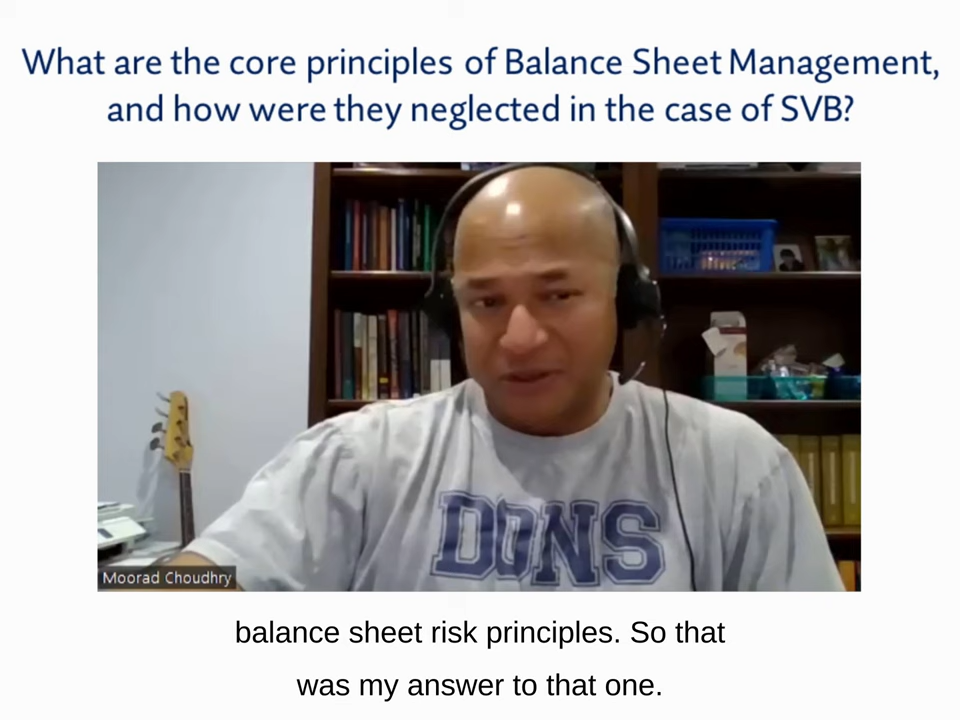 What are the core principles of Balance Sheet Management,
and how were they neglected in the case of SVB?
DONS
Moorad Choudhry
balance sheet risk principles. So that
was my answer to that one.